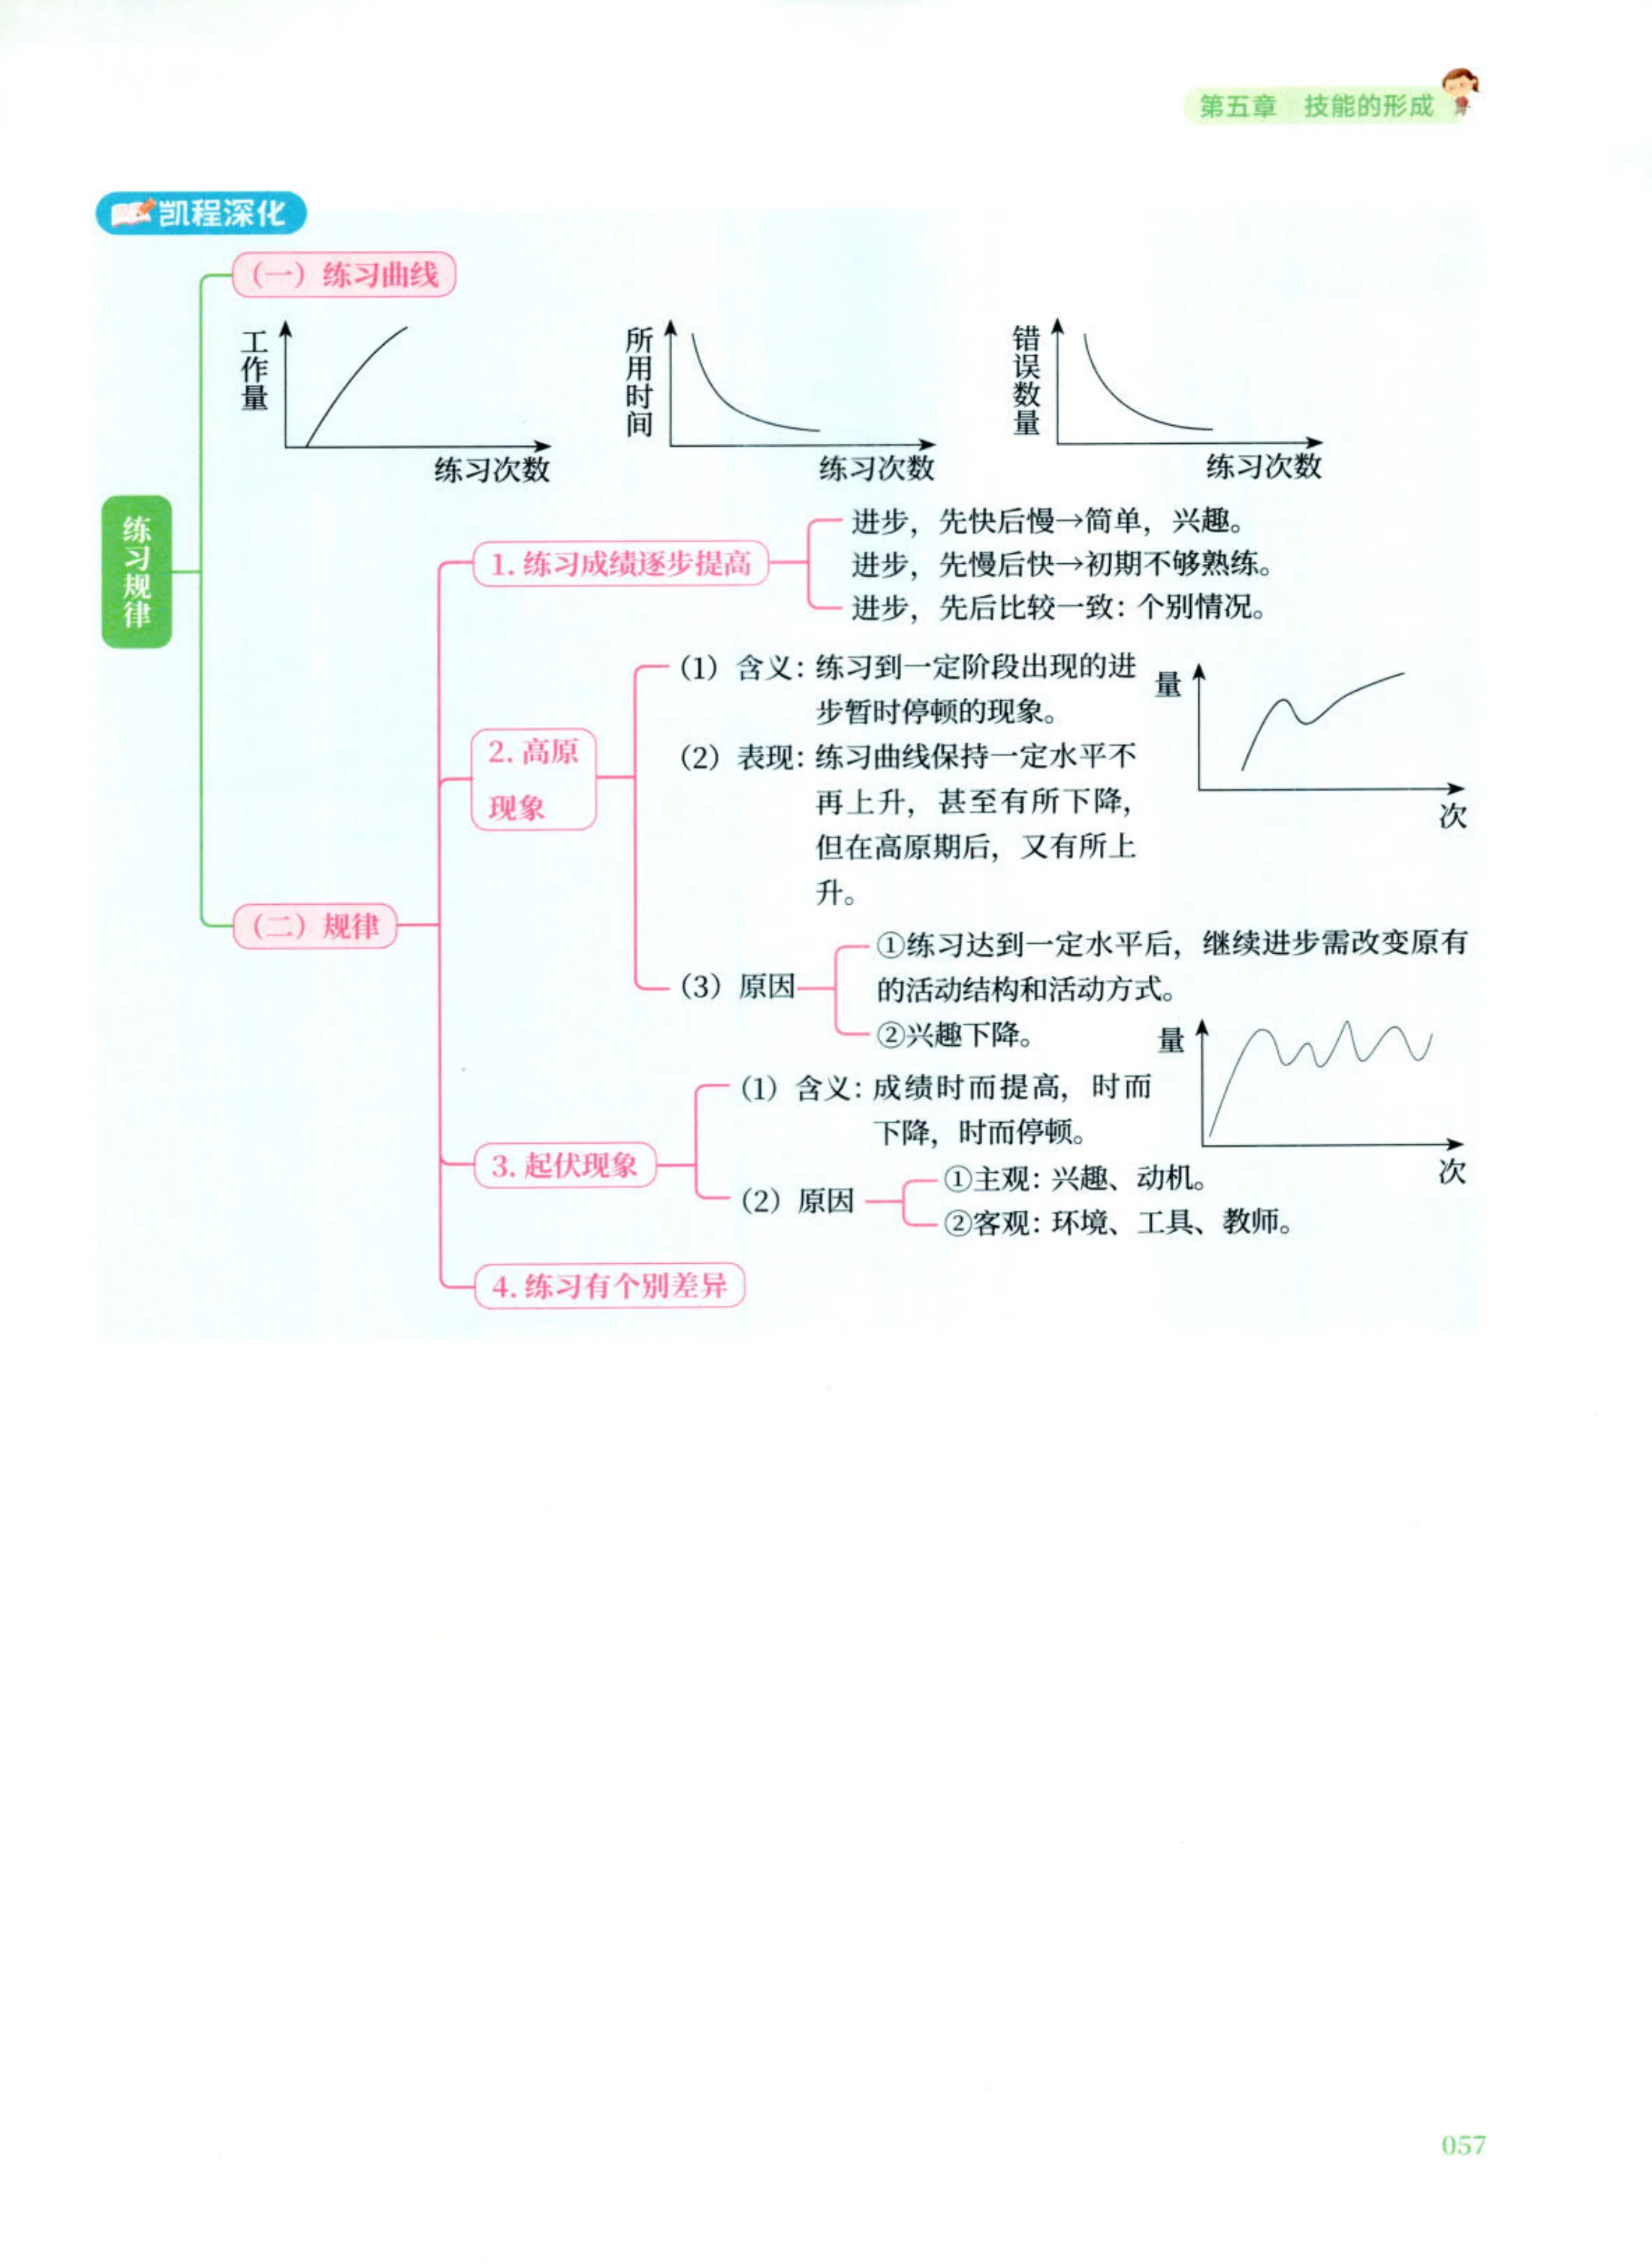 第五章 技能的形成
凯程深化
练习规律
（一）练习曲线
工作量
练习次数
所用时间
练习次数
错误数量
练习次数
（二）规律
1. 练习成绩逐步提高
进步，先快后慢→简单，兴趣。
进步，先慢后快→初期不够熟练。
进步，先后比较一致：个别情况。
2. 高原
现象
（1）含义：练习到一定阶段出现的进
步暂时停顿的现象。
（2）表现：练习曲线保持一定水平不
再上升，甚至有所下降，
但在高原期后，又有所上
升。
量
次
（3）原因
①练习达到一定水平后，继续进步需改变原有
的活动结构和活动方式。
②兴趣下降。
3. 起伏现象
（1）含义：成绩时而提高，时而
下降，时而停顿。
量
次
（2）原因
①主观：兴趣、动机。
②客观：环境、工具、教师。
4. 练习有个别差异
057